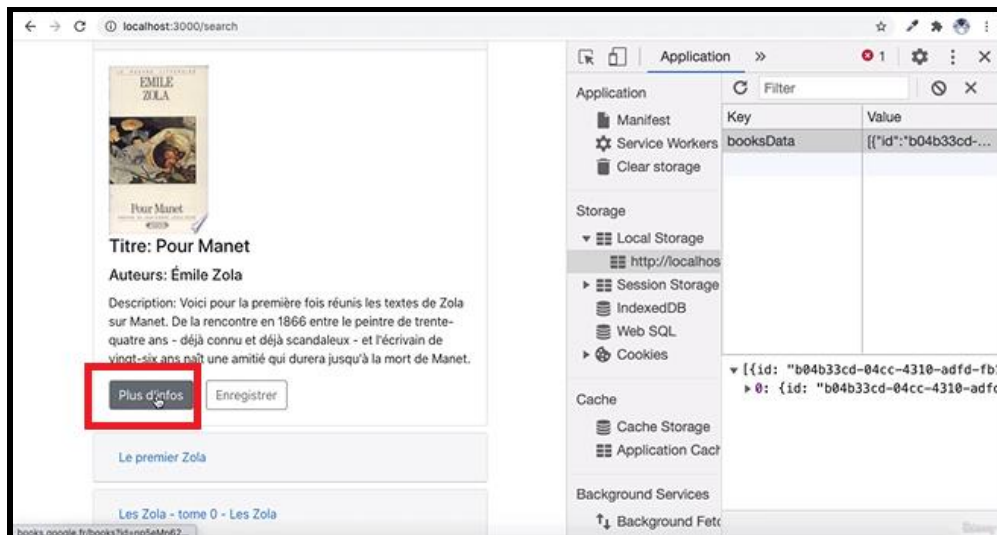 localhost:3000/search
EMILE
ZOLA
Pour Manet
Titre: Pour Manet
Auteurs: Émile Zola
Description: Voici pour la première fois réunis les textes de Zola
sur Manet. De la rencontre en 1866 entre le peintre de trente-
quatre ans - déjà connu et déjà scandaleux - et l'écrivain de
vingt-six ans naît une amitié qui durera jusqu'à la mort de Manet.
Plus d'infos
Enregistrer
Le premier Zola
Les Zola - tome 0 - Les Zola
Application
1
Application
Manifest
Service Workers
Clear storage
Storage
Local Storage
http://localhos
Session Storage
IndexedDB
Web SQL
Cookies
Cache
Cache Storage
Application Cach
Background Services
Background Fetc
Filter
Key Value
booksData [{"id":"b04b33cd-...
[{id: "b04b33cd-04cc-4310-adfd-fb
0: {id: "b04b33cd-04cc-4310-adfd